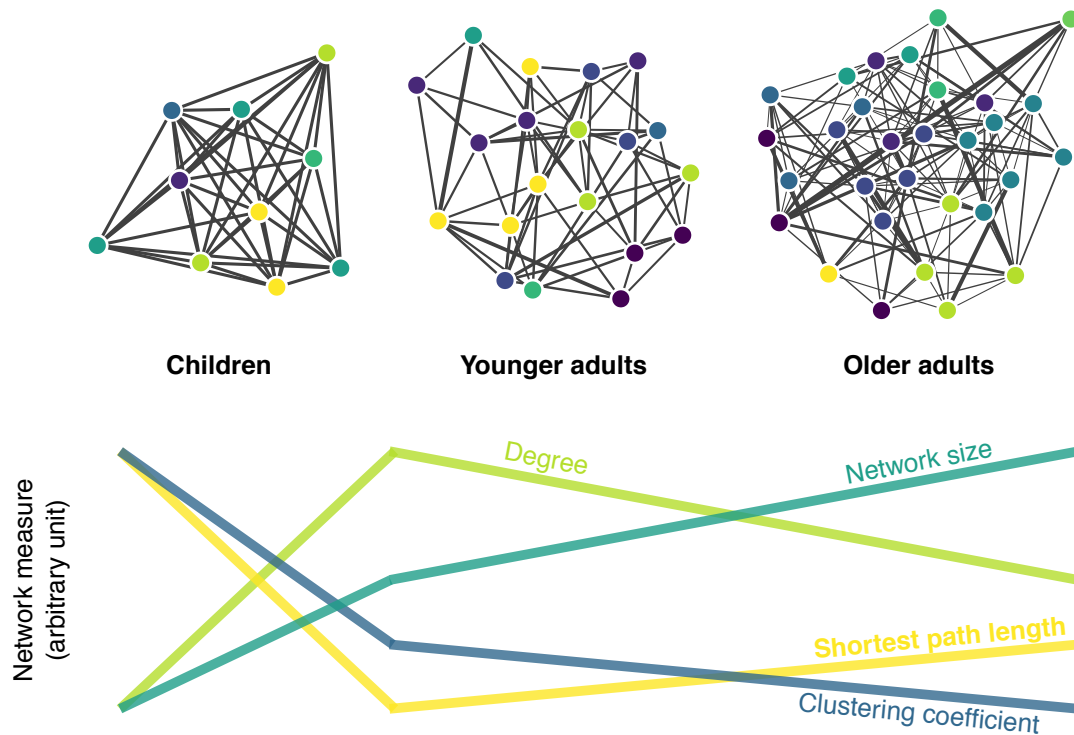 Children
Younger adults
Older adults
Network measure
(arbitrary unit)
Degree
Network size
Shortest path length
Clustering coefficient